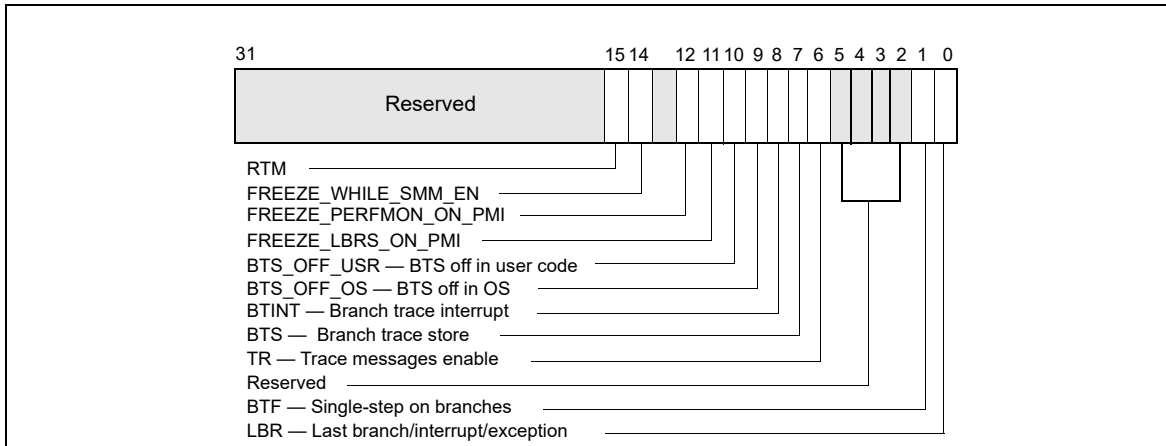 31 15 14 12 11 10 9 8 7 6 5 4 3 2 1 0
Reserved
RTM
FREEZE_WHILE_SMM_EN
FREEZE_PERFMON_ON_PMI
FREEZE_LBRS_ON_PMI
BTS_OFF_USR — BTS off in user code
BTS_OFF_OS — BTS off in OS
BTINT — Branch trace interrupt
BTS — Branch trace store
TR — Trace messages enable
Reserved
BTF — Single-step on branches
LBR — Last branch/interrupt/exception